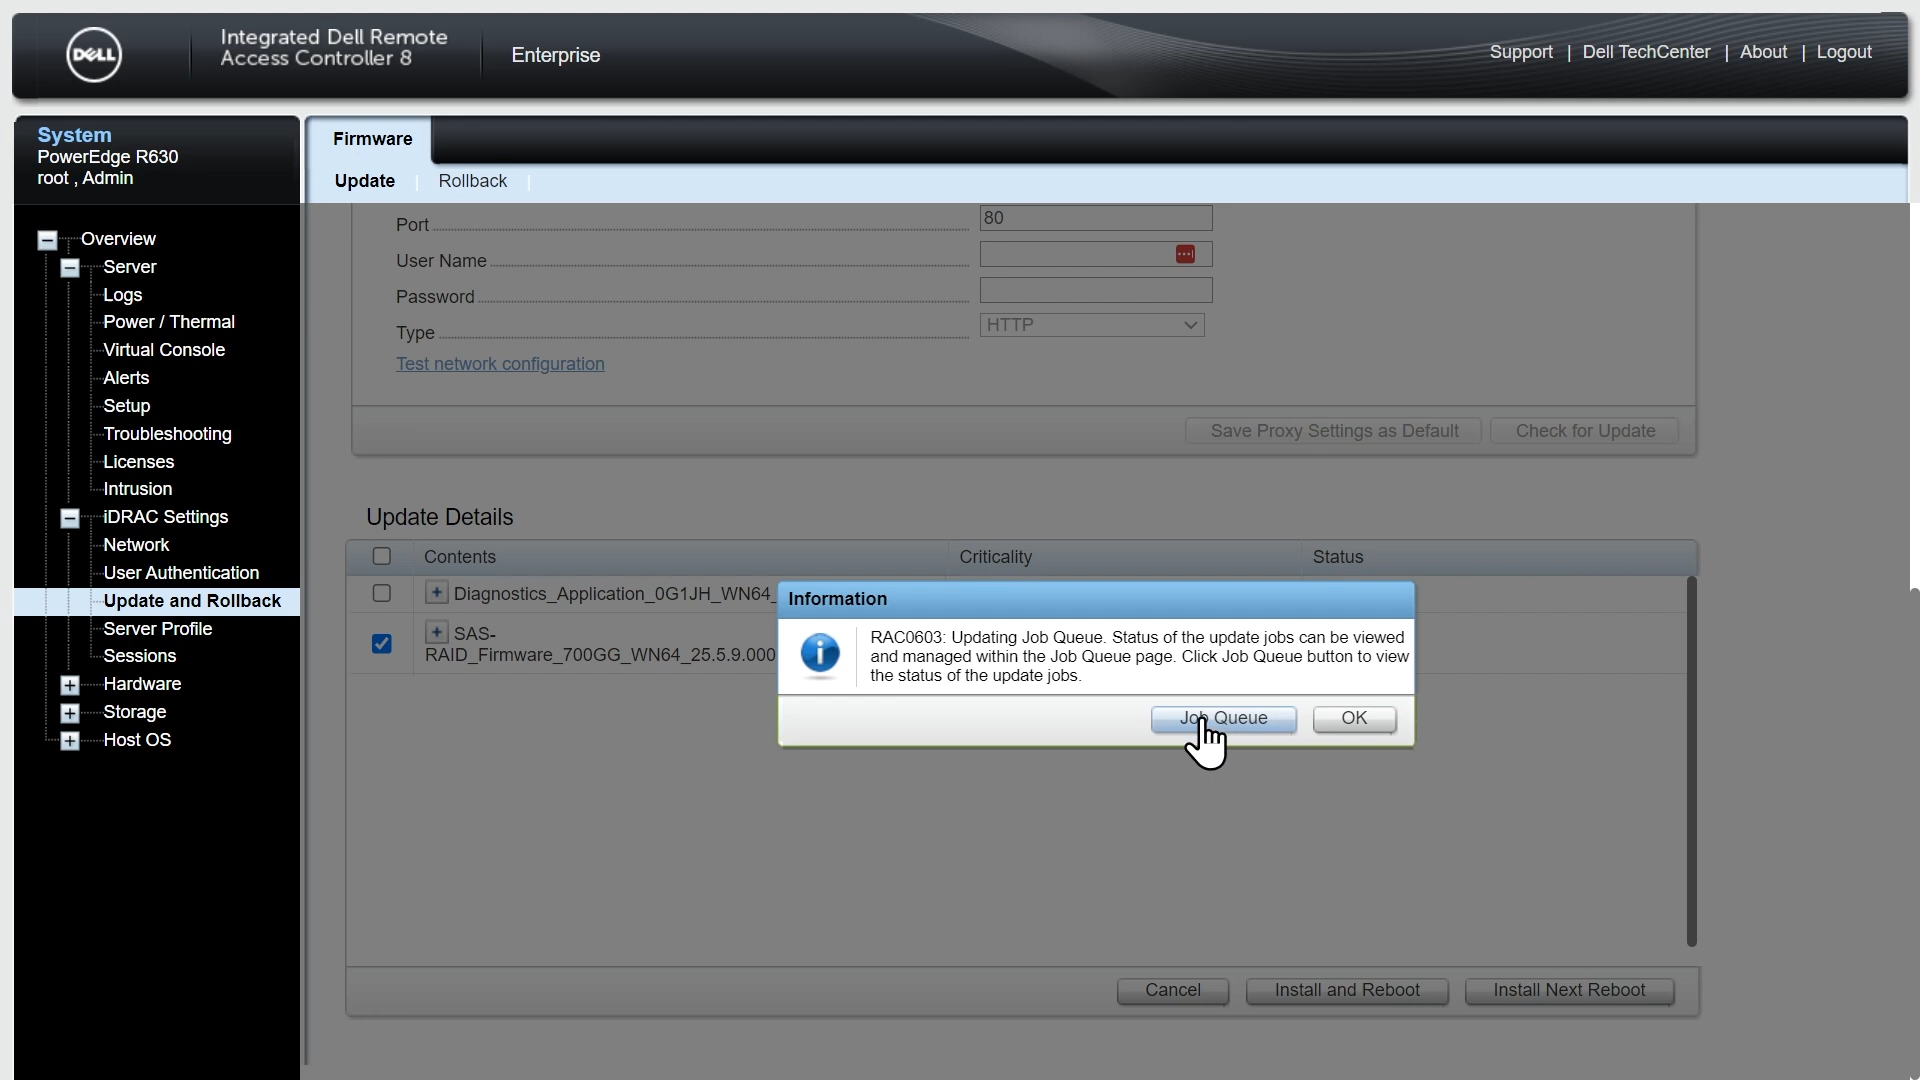 DELL
Integrated Dell Remote
Access Controller 8
Enterprise
Support | Dell TechCenter | About | Logout
System
PowerEdge R630
root , Admin
Firmware
Update
Rollback
Overview
Server
Logs
Power / Thermal
Virtual Console
Alerts
Setup
Troubleshooting
Licenses
Intrusion
iDRAC Settings
Network
User Authentication
Update and Rollback
Server Profile
Sessions
Hardware
Storage
Host OS
Port 80
User Name
Password
Type HTTP
Test network configuration
Save Proxy Settings as Default
Check for Update
Update Details
Contents Criticality Status
Diagnostics_Application_0G1JH_WN64_
SAS-
RAID_Firmware_700GG_WN64_25.5.9.000
Information
RAC0603: Updating Job Queue. Status of the update jobs can be viewed
and managed within the Job Queue page. Click Job Queue button to view
the status of the update jobs.
Job Queue
OK
Cancel
Install and Reboot
Install Next Reboot